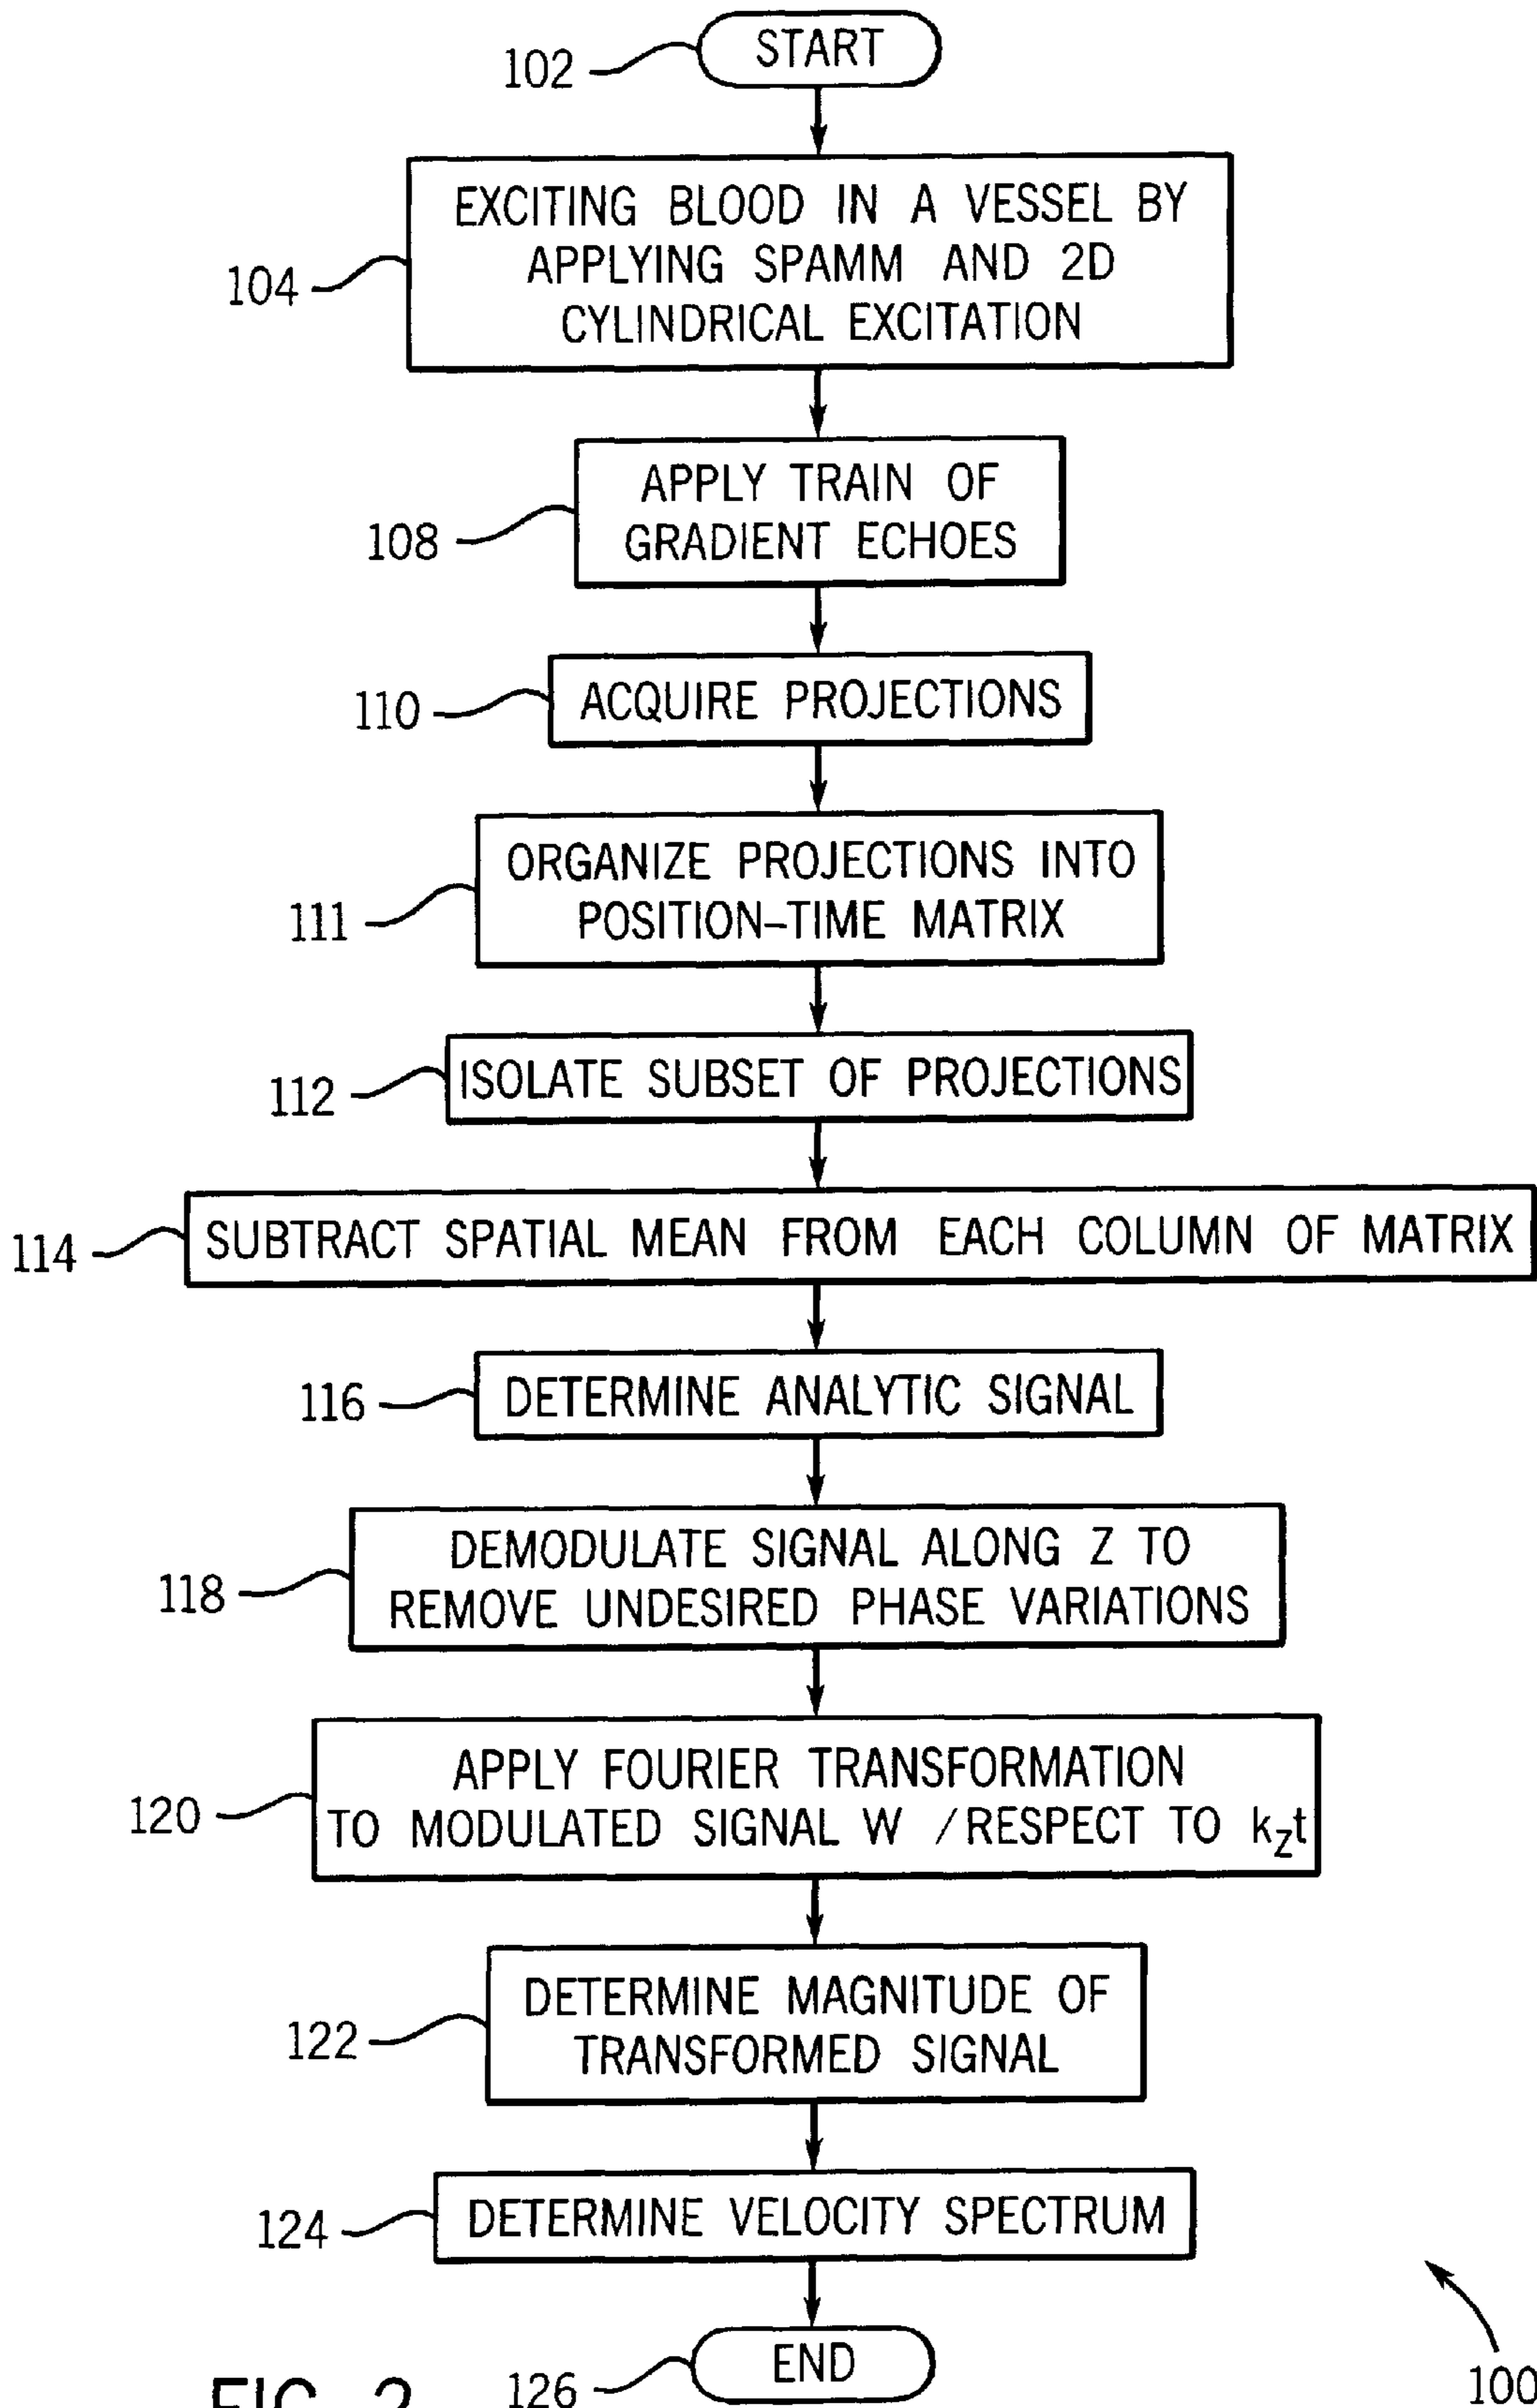 START
102
EXCITING BLOOD IN A VESSEL BY
APPLYING SPAMM AND 2D
CYLINDRICAL EXCITATION
104
APPLY TRAIN OF
GRADIENT ECHOES
108
ACQUIRE PROJECTIONS
110
ORGANIZE PROJECTIONS INTO
POSITION-TIME MATRIX
111
ISOLATE SUBSET OF PROJECTIONS
112
SUBTRACT SPATIAL MEAN FROM EACH COLUMN OF MATRIX
114
DETERMINE ANALYTIC SIGNAL
116
DEMODULATE SIGNAL ALONG Z TO
REMOVE UNDESIRED PHASE VARIATIONS
118
APPLY FOURIER TRANSFORMATION
TO MODULATED SIGNAL W /RESPECT TO kzt
120
DETERMINE MAGNITUDE OF
TRANSFORMED SIGNAL
122
DETERMINE VELOCITY SPECTRUM
124
END
126
100
FIG. 2